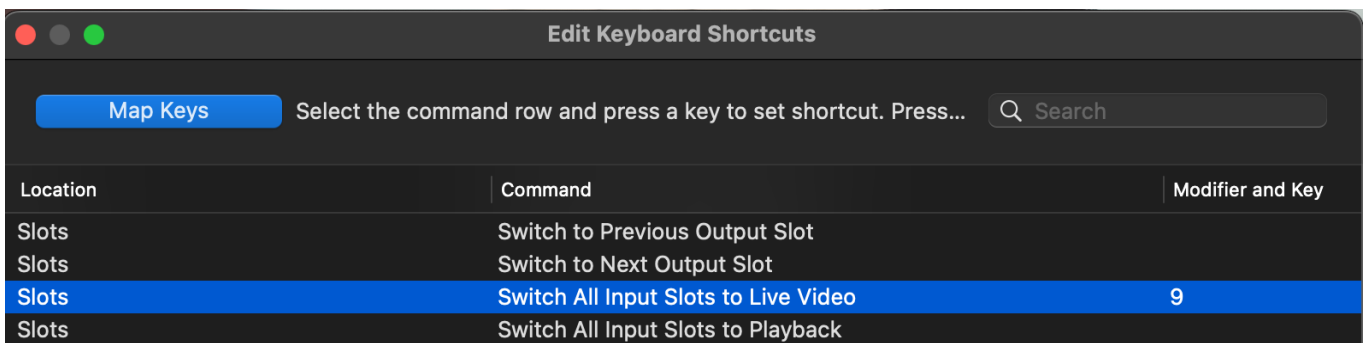 Edit Keyboard Shortcuts
Map Keys Select the command row and press a key to set shortcut. Press... Search
Location Command Modifier and Key
Slots Switch to Previous Output Slot
Slots Switch to Next Output Slot
Slots Switch All Input Slots to Live Video 9
Slots Switch All Input Slots to Playback